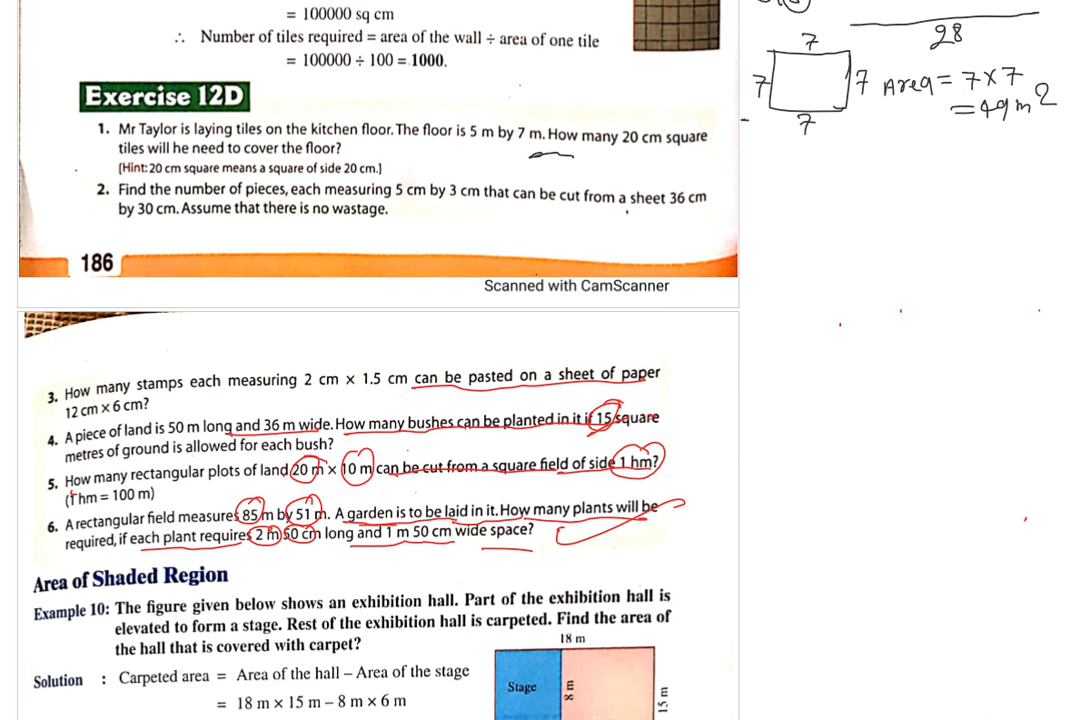 = 100000 sq cm
∴ Number of tiles required = area of the wall ÷ area of one tile
= 100000 ÷ 100 = 1000.
28
7
7 7 Area = 7×7
= 49 m2
7
Exercise 12D
1. Mr Taylor is laying tiles on the kitchen floor. The floor is 5 m by 7 m. How many 20 cm square
tiles will he need to cover the floor?
[Hint: 20 cm square means a square of side 20 cm.]
2. Find the number of pieces, each measuring 5 cm by 3 cm that can be cut from a sheet 36 cm
by 30 cm. Assume that there is no wastage.
186
Scanned with CamScanner
3. How many stamps each measuring 2 cm × 1.5 cm can be pasted on a sheet of paper
12 cm × 6 cm?
4. A piece of land is 50 m long and 36 m wide. How many bushes can be planted in it if 15 square
metres of ground is allowed for each bush?
5. How many rectangular plots of land 20 m × 10 m can be cut from a square field of side 1 hm?
(1 hm = 100 m)
6. A rectangular field measures 85 m by 51 m. A garden is to be laid in it. How many plants will be
required, if each plant requires 2 m 50 cm long and 1 m 50 cm wide space?
Area of Shaded Region
Example 10: The figure given below shows an exhibition hall. Part of the exhibition hall is
elevated to form a stage. Rest of the exhibition hall is carpeted. Find the area of
the hall that is covered with carpet?
18 m
Solution : Carpeted area = Area of the hall – Area of the stage
= 18 m × 15 m – 8 m × 6 m
Stage
8 m
15 m